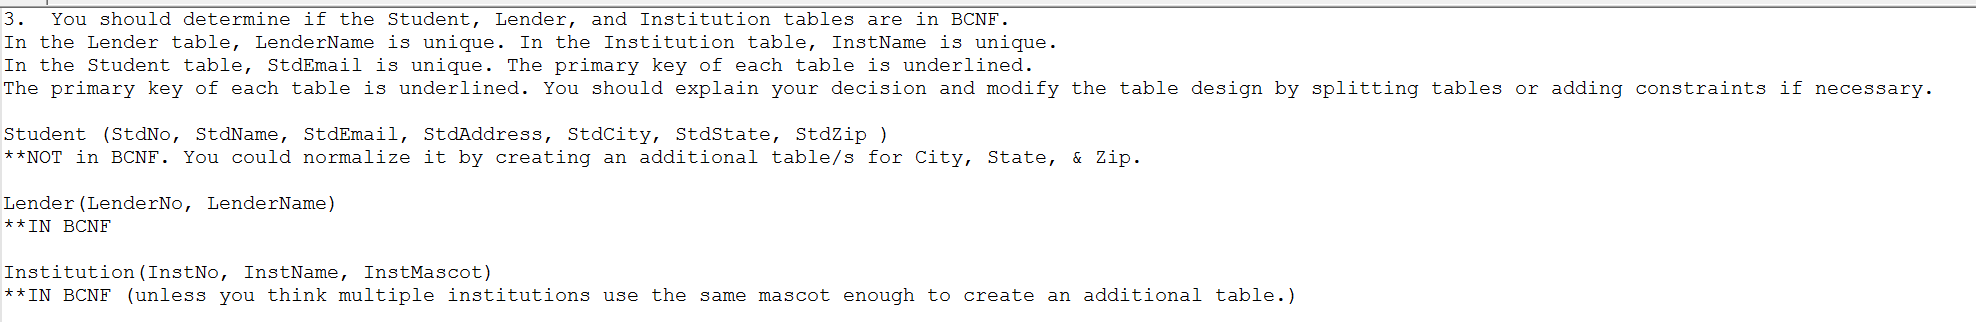 3.  You should determine if the Student, Lender, and Institution tables are in BCNF.
In the Lender table, LenderName is unique. In the Institution table, InstName is unique.
In the Student table, StdEmail is unique. The primary key of each table is underlined.
The primary key of each table is underlined. You should explain your decision and modify the table design by splitting tables or adding constraints if necessary.
Student (StdNo, StdName, StdEmail, StdAddress, StdCity, StdState, StdZip )
**NOT in BCNF. You could normalize it by creating an additional table/s for City, State, & Zip.
Lender(LenderNo, LenderName)
**IN BCNF
Institution(InstNo, InstName, InstMascot)
**IN BCNF (unless you think multiple institutions use the same mascot enough to create an additional table.)